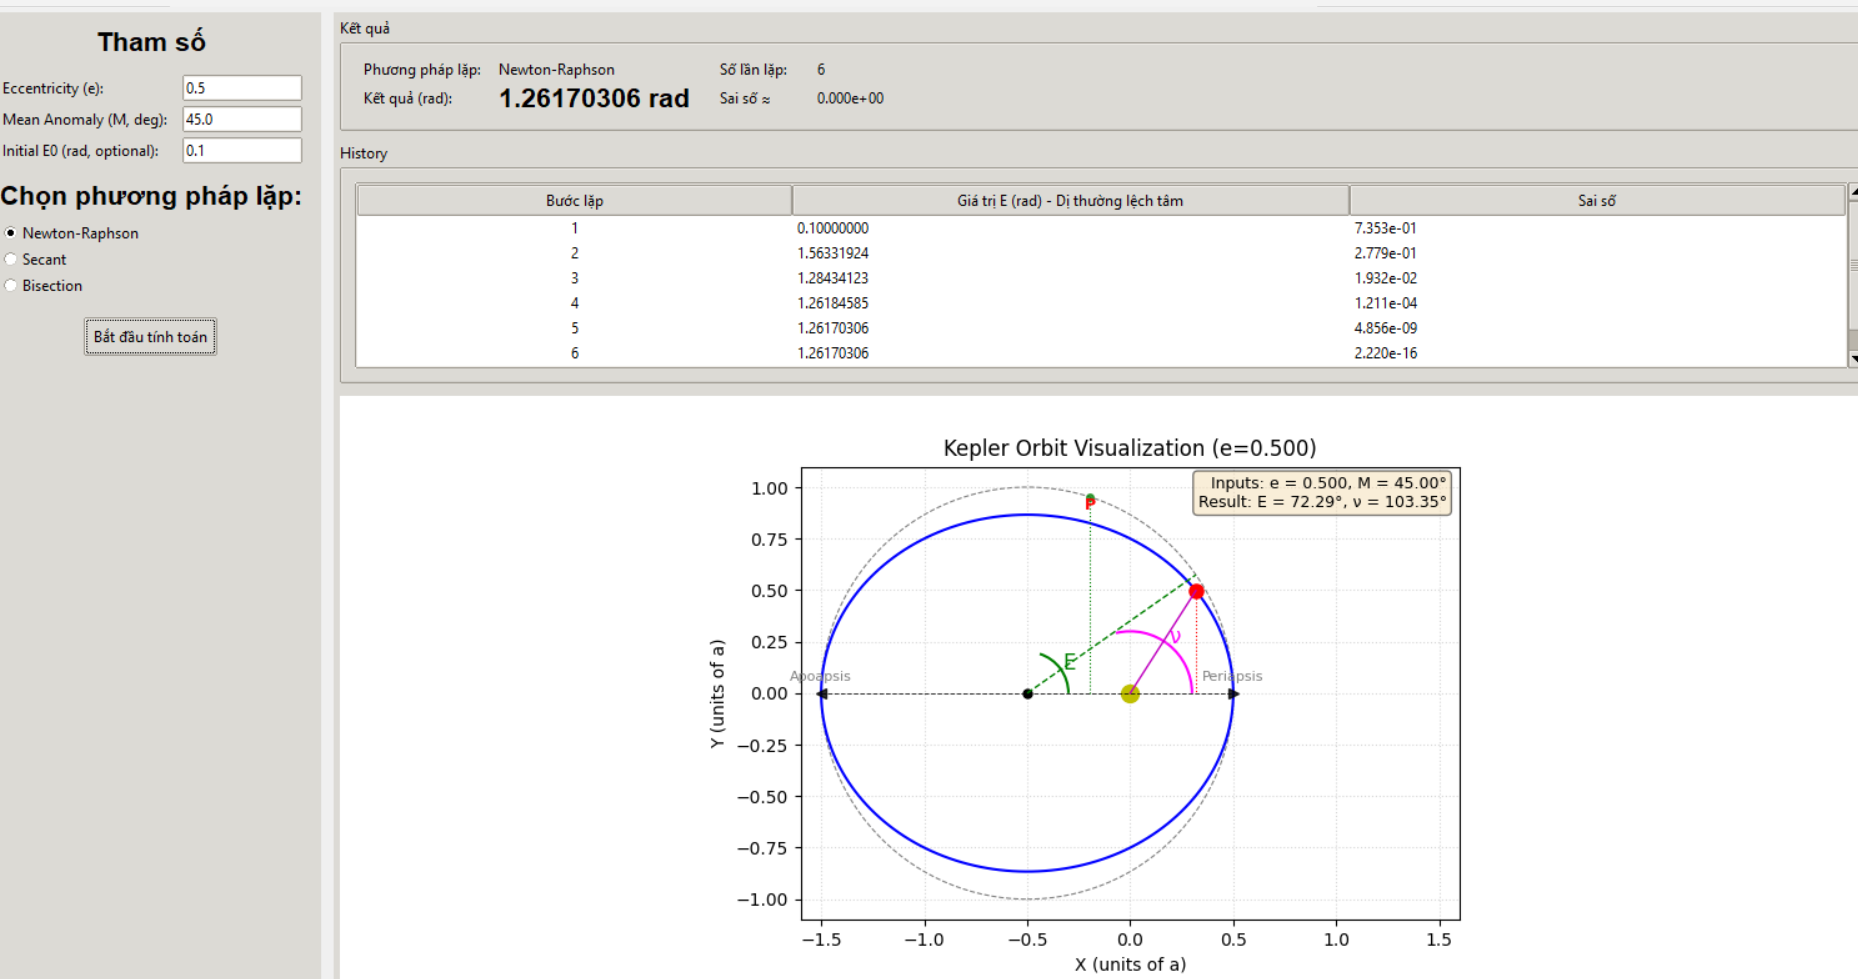 Tham số
Eccentricity (e): 0.5
Mean Anomaly (M, deg): 45.0
Initial E0 (rad, optional): 0.1
Chọn phương pháp lặp:
Newton-Raphson
Secant
Bisection
Bắt đầu tính toán
Kết quả
Phương pháp lặp: Newton-Raphson Số lần lặp: 6
Kết quả (rad): 1.26170306 rad Sai số ≈ 0.000e+00
History
Bước lặp Giá trị E (rad) - Dị thường lệch tâm Sai số
1 0.10000000 7.353e-01
2 1.56331924 2.779e-01
3 1.28434123 1.932e-02
4 1.26184585 1.211e-04
5 1.26170306 4.856e-09
6 1.26170306 2.220e-16
Kepler Orbit Visualization (e=0.500)
Inputs: e = 0.500, M = 45.00°
Result: E = 72.29°, ν = 103.35°
P
E
ν
Apoapsis
Periapsis
1.00
0.75
0.50
0.25
0.00
−0.25
−0.50
−0.75
−1.00
Y (units of a)
−1.5 −1.0 −0.5 0.0 0.5 1.0 1.5
X (units of a)